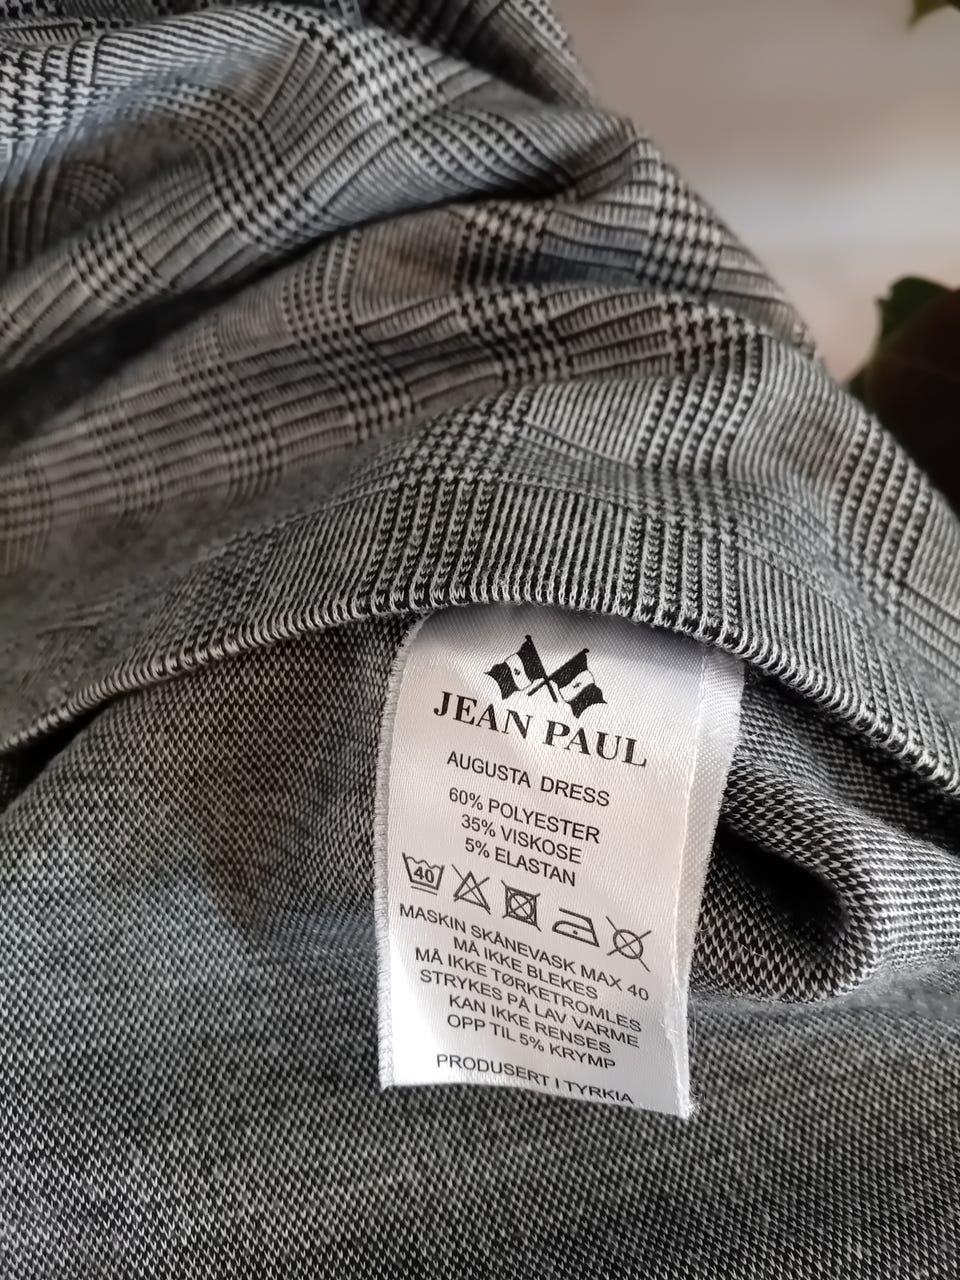 JEAN PAUL
AUGUSTA DRESS
60% POLYESTER
35% VISKOSE
5% ELASTAN
40
MASKIN SKÅNEVASK MAX 40
MÅ IKKE BLEKES
MÅ IKKE TØRKETROMLES
STRYKES PÅ LAV VARME
KAN IKKE RENSES
OPP TIL 5% KRYMP
PRODUSERT I TYRKIA